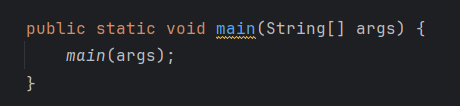 public static void main(String[] args) {
    main(args);
}